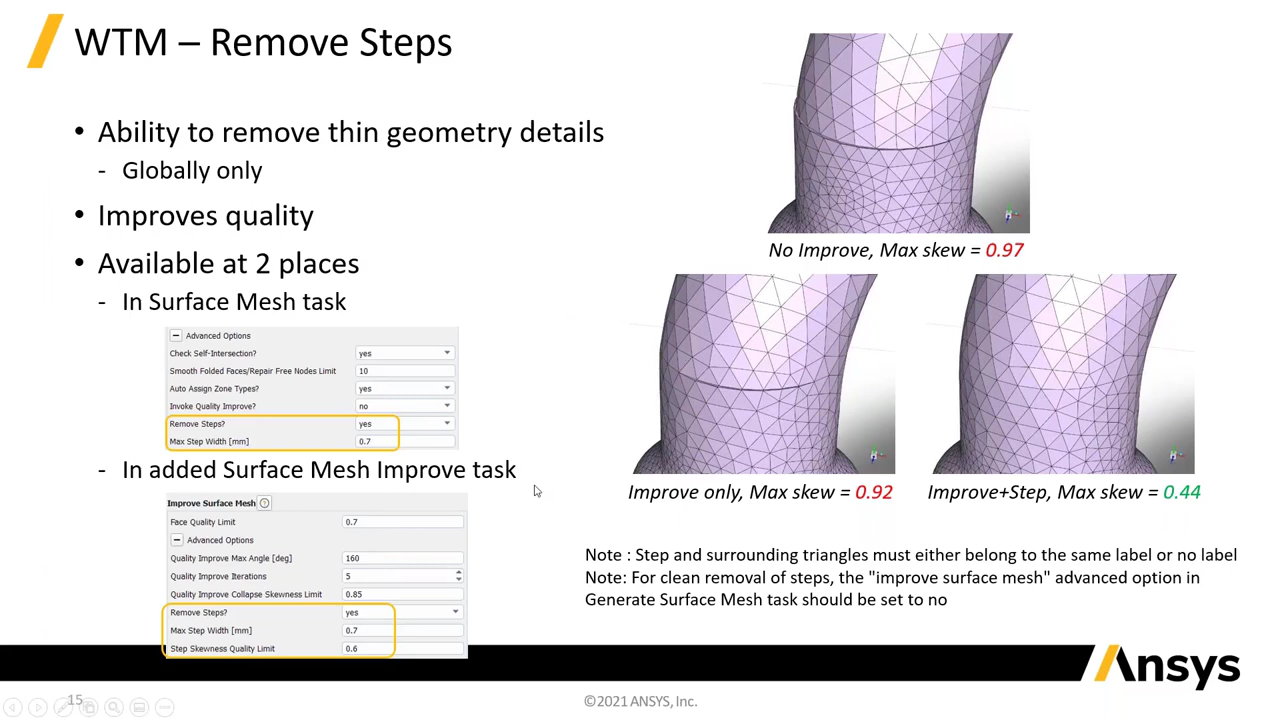 WTM – Remove Steps
• Ability to remove thin geometry details
- Globally only
• Improves quality
• Available at 2 places
- In Surface Mesh task
Advanced Options
Check Self-Intersection? yes
Smooth Folded Faces/Repair Free Nodes Limit 10
Auto Assign Zone Types? yes
Invoke Quality Improve? no
Remove Steps? yes
Max Step Width [mm] 0.7
- In added Surface Mesh Improve task
Improve Surface Mesh ?
Face Quality Limit 0.7
Advanced Options
Quality Improve Max Angle [deg] 160
Quality Improve Iterations 5
Quality Improve Collapse Skewness Limit 0.85
Remove Steps? yes
Max Step Width [mm] 0.7
Step Skewness Quality Limit 0.6
No Improve, Max skew = 0.97
Improve only, Max skew = 0.92
Improve+Step, Max skew = 0.44
Note : Step and surrounding triangles must either belong to the same label or no label
Note: For clean removal of steps, the "improve surface mesh" advanced option in
Generate Surface Mesh task should be set to no
Ansys
15
©2021 ANSYS, Inc.